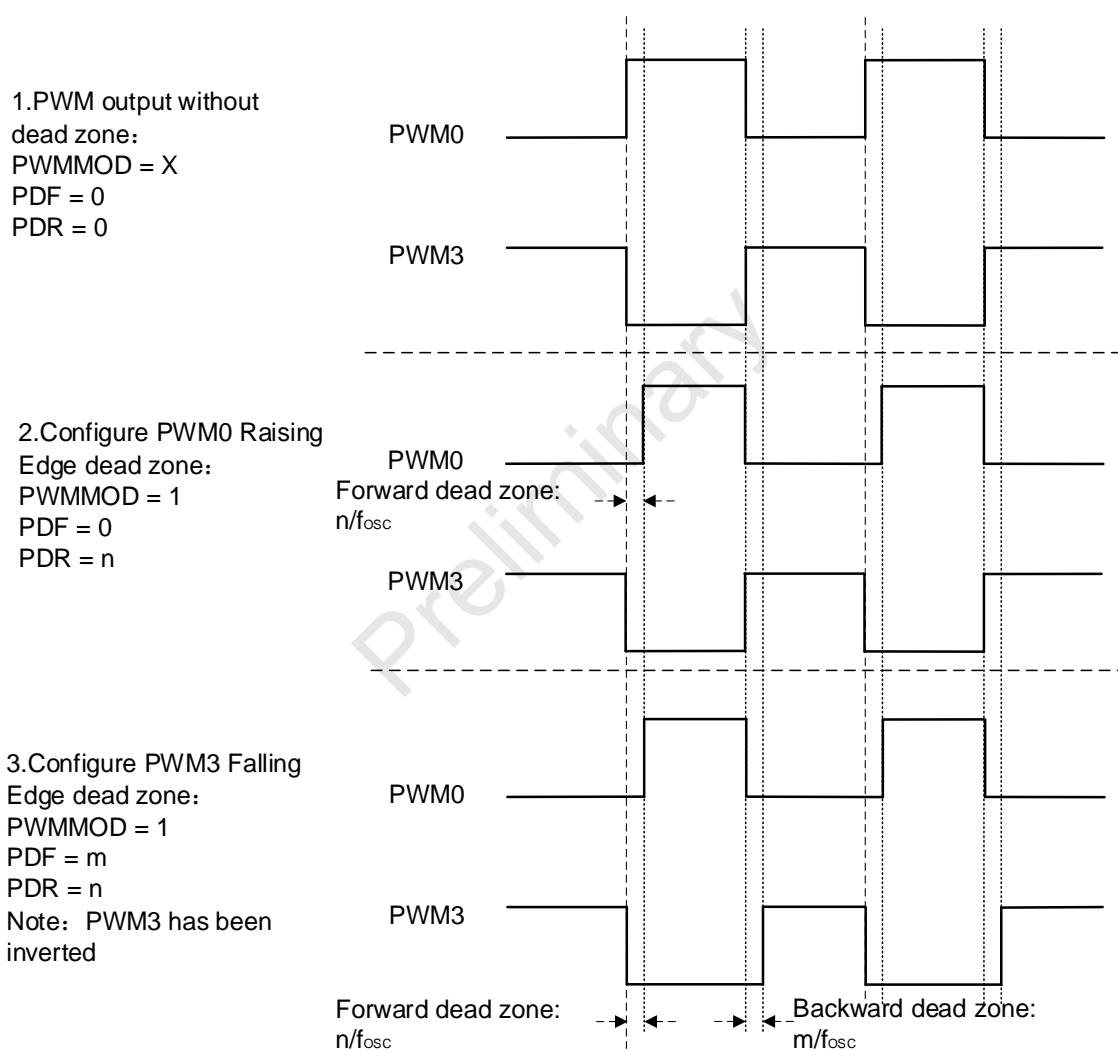 1.PWM output without
dead zone：
PWMMOD = X
PDF = 0
PDR = 0
PWM0
PWM3
2.Configure PWM0 Raising
Edge dead zone：
PWMMOD = 1
PDF = 0
PDR = n
PWM0
Forward dead zone:
n/fosc
PWM3
Preliminary
3.Configure PWM3 Falling
Edge dead zone：
PWMMOD = 1
PDF = m
PDR = n
Note：PWM3 has been
inverted
PWM0
PWM3
Forward dead zone:
n/fosc
Backward dead zone:
m/fosc